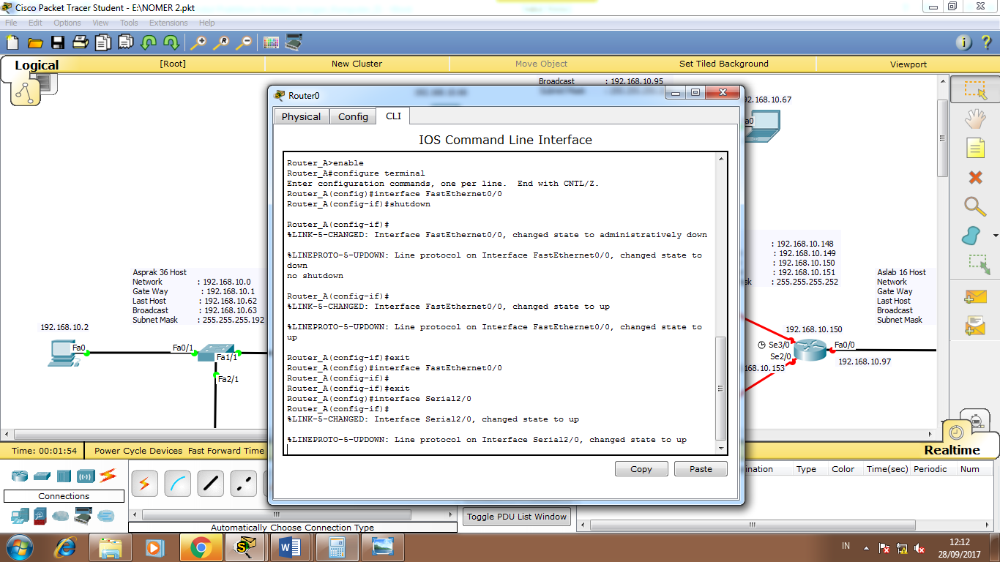 Cisco Packet Tracer Student - E:\NOMER 2.pkt
File Edit Options View Tools Extensions Help
Logical
[Root]
New Cluster
Move Object
Set Tiled Background
Viewport
Broadcast : 192.168.10.95
Subnet Mask
Router0
Physical Config CLI
IOS Command Line Interface
Router_A>enable
Router_A#configure terminal
Enter configuration commands, one per line. End with CNTL/Z.
Router_A(config)#interface FastEthernet0/0
Router_A(config-if)#shutdown
Router_A(config-if)#
%LINK-5-CHANGED: Interface FastEthernet0/0, changed state to administratively down
%LINEPROTO-5-UPDOWN: Line protocol on Interface FastEthernet0/0, changed state to
down
no shutdown
Router_A(config-if)#
%LINK-5-CHANGED: Interface FastEthernet0/0, changed state to up
%LINEPROTO-5-UPDOWN: Line protocol on Interface FastEthernet0/0, changed state to
up
Router_A(config-if)#exit
Router_A(config)#interface FastEthernet0/0
Router_A(config-if)#
Router_A(config-if)#exit
Router_A(config)#interface Serial2/0
Router_A(config-if)#
%LINK-5-CHANGED: Interface Serial2/0, changed state to up
%LINEPROTO-5-UPDOWN: Line protocol on Interface Serial2/0, changed state to up
Copy Paste
Asprak 36 Host
Network : 192.168.10.0
Gate Way : 192.168.10.1
Last Host : 192.168.10.62
Broadcast : 192.168.10.63
Subnet Mask : 255.255.255.192
192.168.10.2
Fa0
Fa0/1
Fa1/1
Fa2/1
92.168.10.67
a0
: 192.168.10.148
: 192.168.10.149
: 192.168.10.150
: 192.168.10.151
sk : 255.255.255.252
Aslab 16 Host
Network
Gate Way
Last Host
Broadcast
Subnet Mask
192.168.10.150
Se3/0
Fa0/0
Se2/0
168.10.153
192.168.10.97
Time: 00:01:54
Power Cycle Devices Fast Forward Time
Realtime
Connections
Automatically Choose Connection Type
Toggle PDU List Window
ination Type Color Time(sec) Periodic Num
IN
12:12
28/09/2017